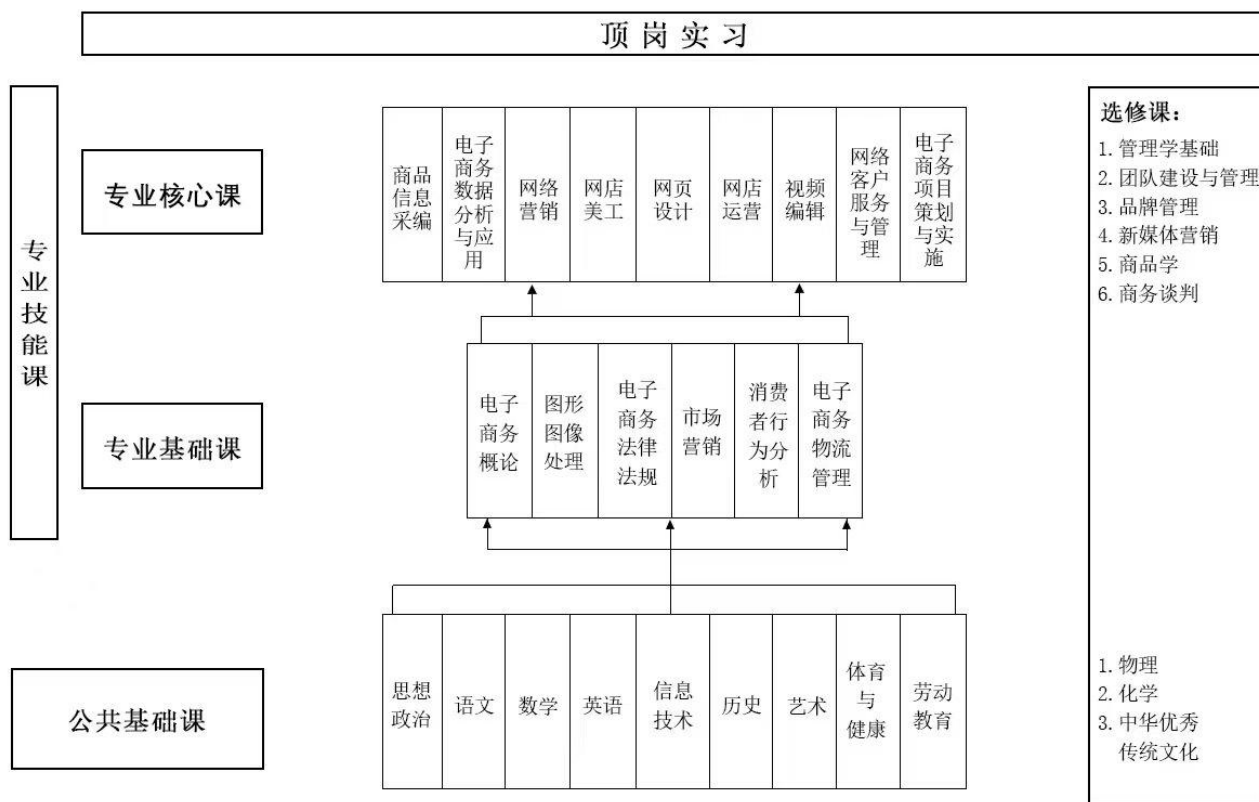 顶岗实习
专业技能课
专业核心课
商品
信息
采编
电子
商务
数据
分析
与应
用
网络
营销
网店
美工
网页
设计
网店
运营
视频
编辑
网络
客户
服务
与管
理
电子
商务
项目
策划
与实
施
专业基础课
电子
商务
概论
图形
图像
处理
电子
商务
法律
法规
市场
营销
消费
者行
为分
析
电子
商务
物流
管理
公共基础课
思想
政治
语文
数学
英语
信息
技术
历史
艺术
体育
与
健康
劳动
教育
选修课：
1. 管理学基础
2. 团队建设与管理
3. 品牌管理
4. 新媒体营销
5. 商品学
6. 商务谈判
1. 物理
2. 化学
3. 中华优秀
传统文化